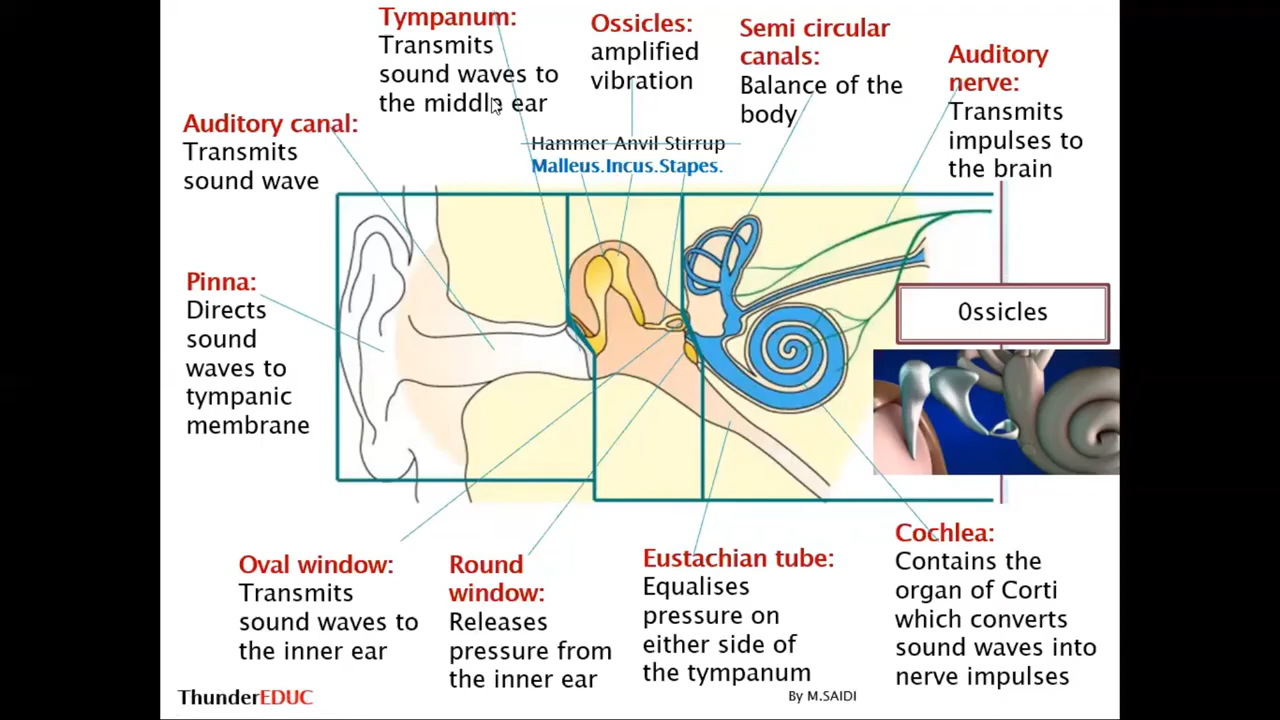 Tympanum:
Transmits
sound waves to
the middle ear
Ossicles:
amplified
vibration
Semi circular
canals:
Balance of the
body
Auditory
nerve:
Transmits
impulses to
the brain
Auditory canal:
Transmits
sound wave
Hammer Anvil Stirrup
Malleus.Incus.Stapes.
Pinna:
Directs
sound
waves to
tympanic
membrane
Ossicles
Oval window:
Transmits
sound waves to
the inner ear
Round
window:
Releases
pressure from
the inner ear
Eustachian tube:
Equalises
pressure on
either side of
the tympanum
Cochlea:
Contains the
organ of Corti
which converts
sound waves into
nerve impulses
ThunderEDUC
By M.SAIDI